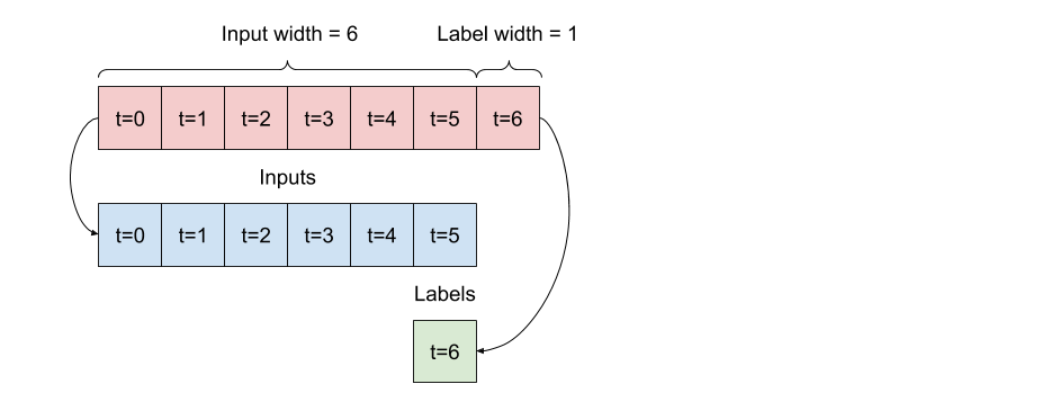 Input width = 6 Label width = 1
t=0 t=1 t=2 t=3 t=4 t=5 t=6
Inputs
t=0 t=1 t=2 t=3 t=4 t=5
Labels
t=6